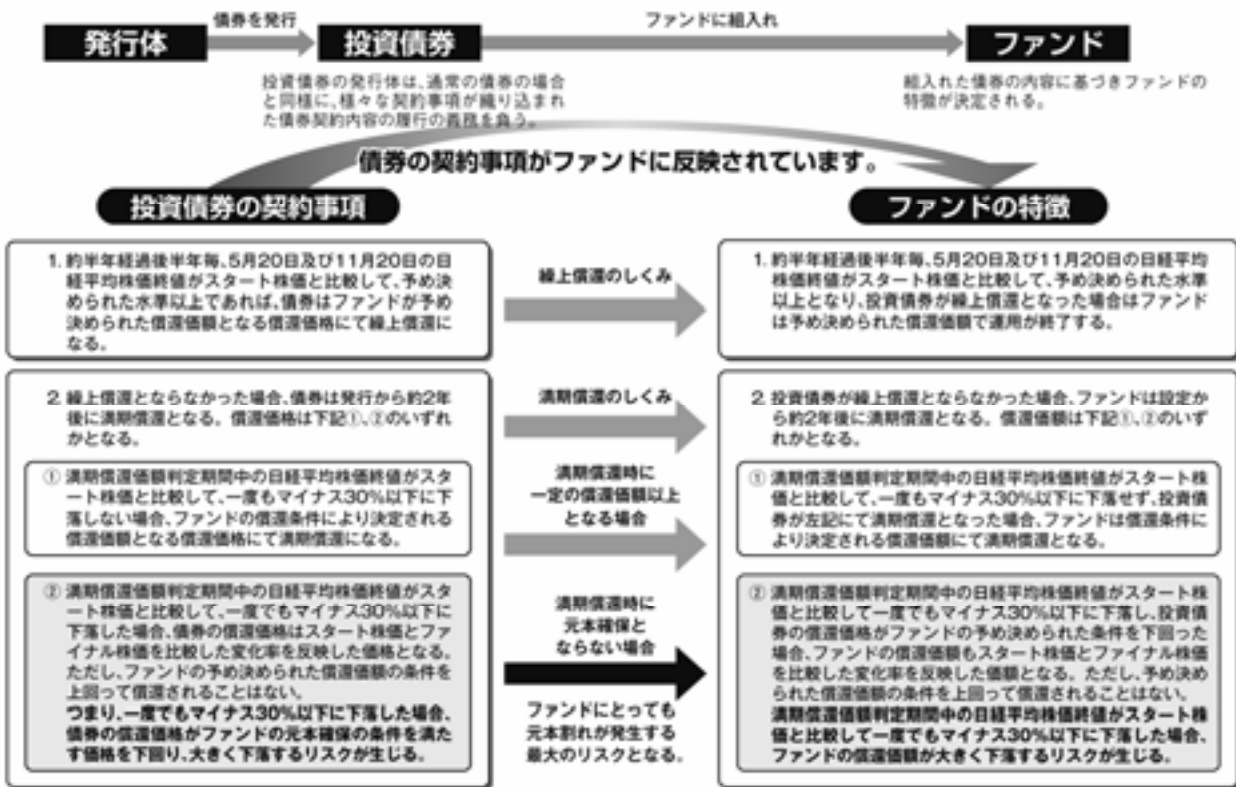 債券を発行
ファンドに組入れ
発行体
投資債券
ファンド
投資債券の発行体は、通常の債券の場合
と同様に、様々な契約事項が織り込まれ
た債券契約内容の履行の義務を負う。
組入れた債券の内容に基づきファンドの
特徴が決定される。
債券の契約事項がファンドに反映されています。
投資債券の契約事項
ファンドの特徴
1. 約半年経過後半年毎、5月20日及び11月20日の日
経平均株価終値がスタート株価と比較して、予め決
められた水準以上であれば、債券はファンドが予め
決められた償還価額となる償還価格にて繰上償還に
なる。
繰上償還のしくみ
1. 約半年経過後半年毎、5月20日及び11月20日の日経平
均株価終値がスタート株価と比較して、予め決められた水準
以上となり、投資債券が繰上償還となった場合はファンド
は予め決められた償還価額で運用が終了する。
2. 繰上償還とならなかった場合、債券は発行から約2年
後に満期償還となる。償還価格は下記①、②のいずれ
かとなる。
満期償還のしくみ
2. 投資債券が繰上償還とならなかった場合、ファンドは設定か
ら約2年後に満期償還となる。償還価額は下記①、②のいず
れかとなる。
① 満期償還価額判定期間中の日経平均株価終値がスタ
ート株価と比較して、一度もマイナス30%以下に下
落しない場合、ファンドの償還条件により決定される
償還価額となる償還価格にて満期償還になる。
満期償還時に
一定の償還価額以上
となる場合
① 満期償還価額判定期間中の日経平均株価終値がスタート株
価と比較して、一度もマイナス30%以下に下落せず、投資債
券が左記にて満期償還となった場合、ファンドは償還条件に
より決定される償還価額にて満期償還となる。
② 満期償還価額判定期間中の日経平均株価終値がスタ
ート株価と比較して、一度でもマイナス30%以下に
下落した場合、債券の償還価格はスタート株価とファ
イナル株価を比較した変化率を反映した価格となる。
ただし、ファンドの予め決められた償還価額の条件を
上回って償還されることはない。
つまり、一度でもマイナス30%以下に下落した場合、
債券の償還価格がファンドの元本確保の条件を満た
す価格を下回り、大きく下落するリスクが生じる。
満期償還時に
元本確保と
ならない場合
ファンドにとっても
元本割れが発生する
最大のリスクとなる。
② 満期償還価額判定期間中の日経平均株価終値がスタート株
価と比較して一度でもマイナス30%以下に下落し、投資債
券の償還価格がファンドの予め決められた条件を下回った
場合、ファンドの償還価額もスタート株価とファイナル株価
を比較した変化率を反映した価額となる。ただし、予め決め
られた償還価額の条件を上回って償還されることはない。
満期償還価額判定期間中の日経平均株価終値がスタート株
価と比較して一度でもマイナス30%以下に下落した場合、
ファンドの償還価額が大きく下落するリスクが生じる。